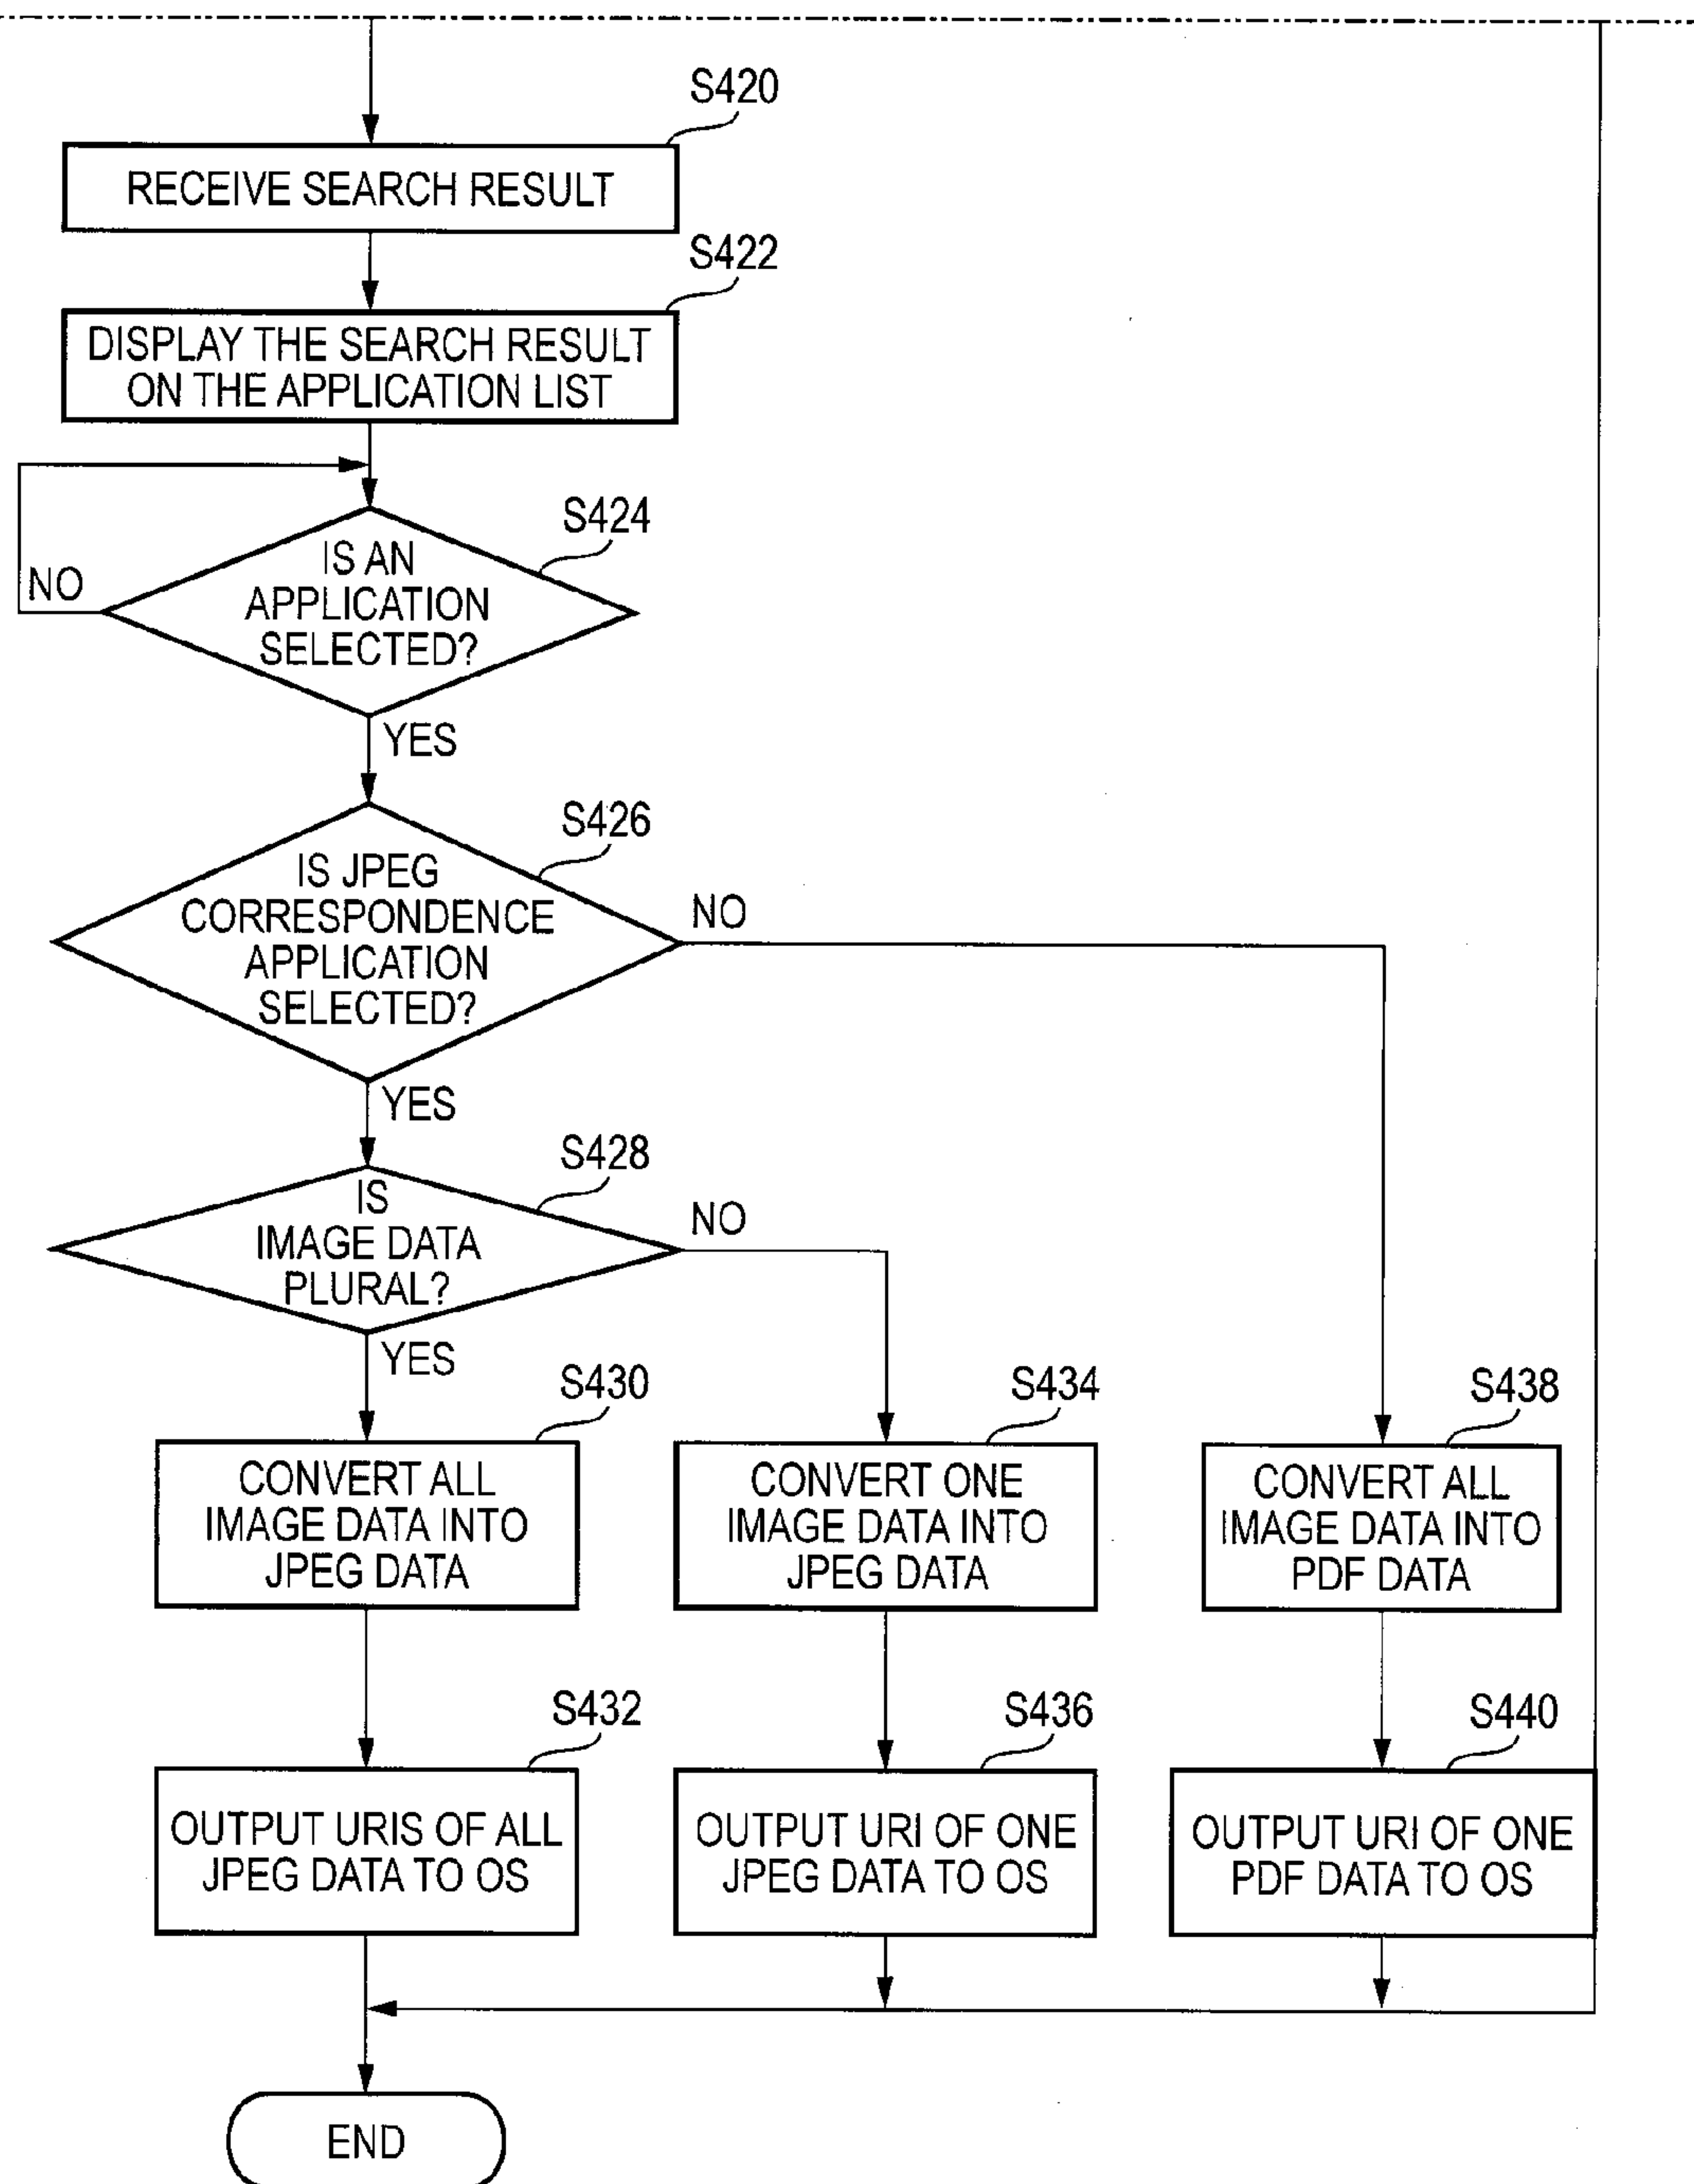 S420
RECEIVE SEARCH RESULT
S422
DISPLAY THE SEARCH RESULT
ON THE APPLICATION LIST
S424
IS AN
APPLICATION
SELECTED?
NO
YES
S426
IS JPEG
CORRESPONDENCE
APPLICATION
SELECTED?
NO
YES
S428
IS
IMAGE DATA
PLURAL?
NO
YES
S430
CONVERT ALL
IMAGE DATA INTO
JPEG DATA
S434
CONVERT ONE
IMAGE DATA INTO
JPEG DATA
S438
CONVERT ALL
IMAGE DATA INTO
PDF DATA
S432
OUTPUT URIS OF ALL
JPEG DATA TO OS
S436
OUTPUT URI OF ONE
JPEG DATA TO OS
S440
OUTPUT URI OF ONE
PDF DATA TO OS
END